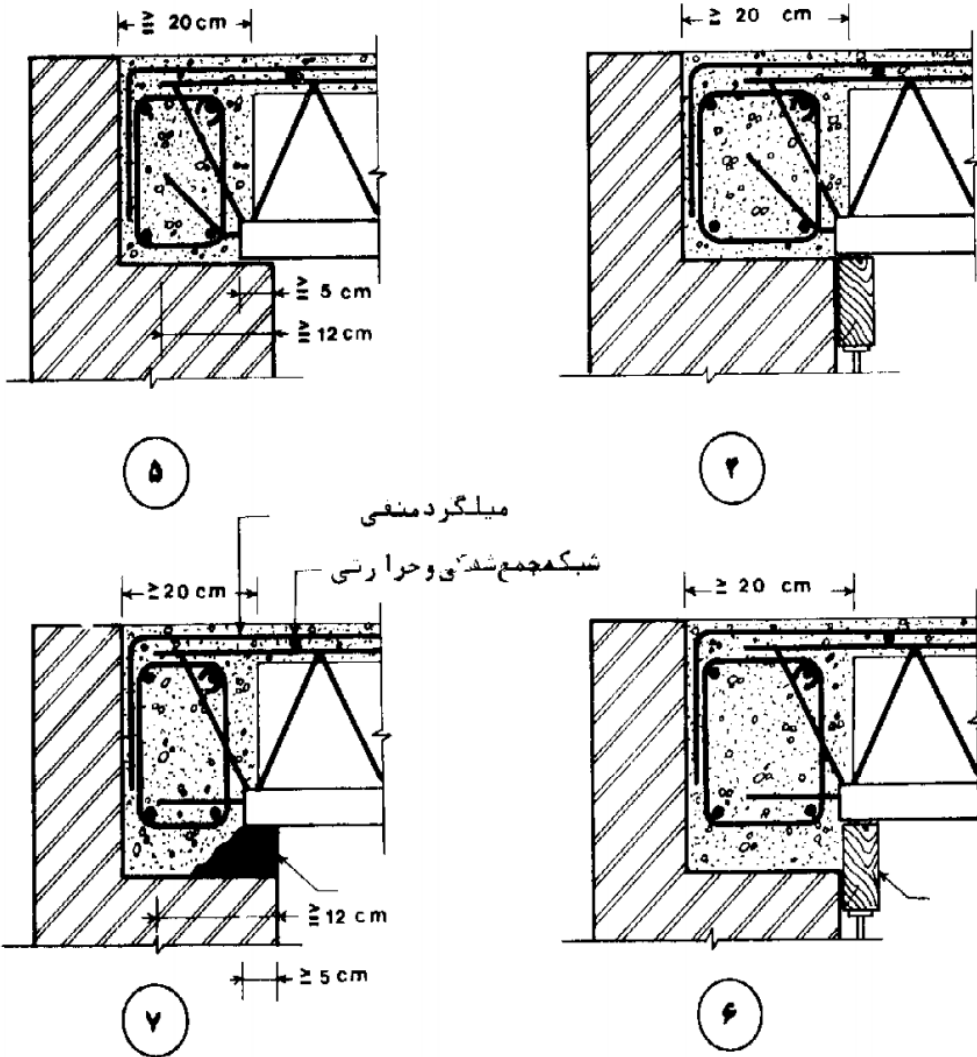 ≥ 20 cm
≥ 20 cm
≥ 5 cm
≥ 12 cm
۵
۴
میلگرد منفی
شبکه جمع شدگی و حرارتی
≥ 20 cm
≥ 20 cm
≥ 12 cm
≥ 5 cm
۷
۶